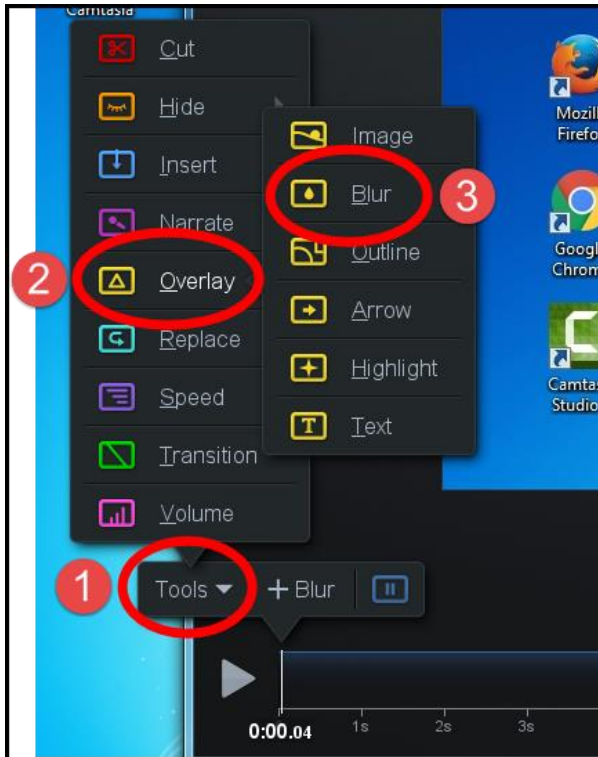 Camtasia
Cut
Hide
Insert
Narrate
Overlay
Replace
Speed
Transition
Volume
Image
Blur
Outline
Arrow
Highlight
T Text
Mozill
Firefo
Googl
Chrom
Camtas
Studio
1
2
3
Tools
+ Blur
0:00.04
1s
2s
3s